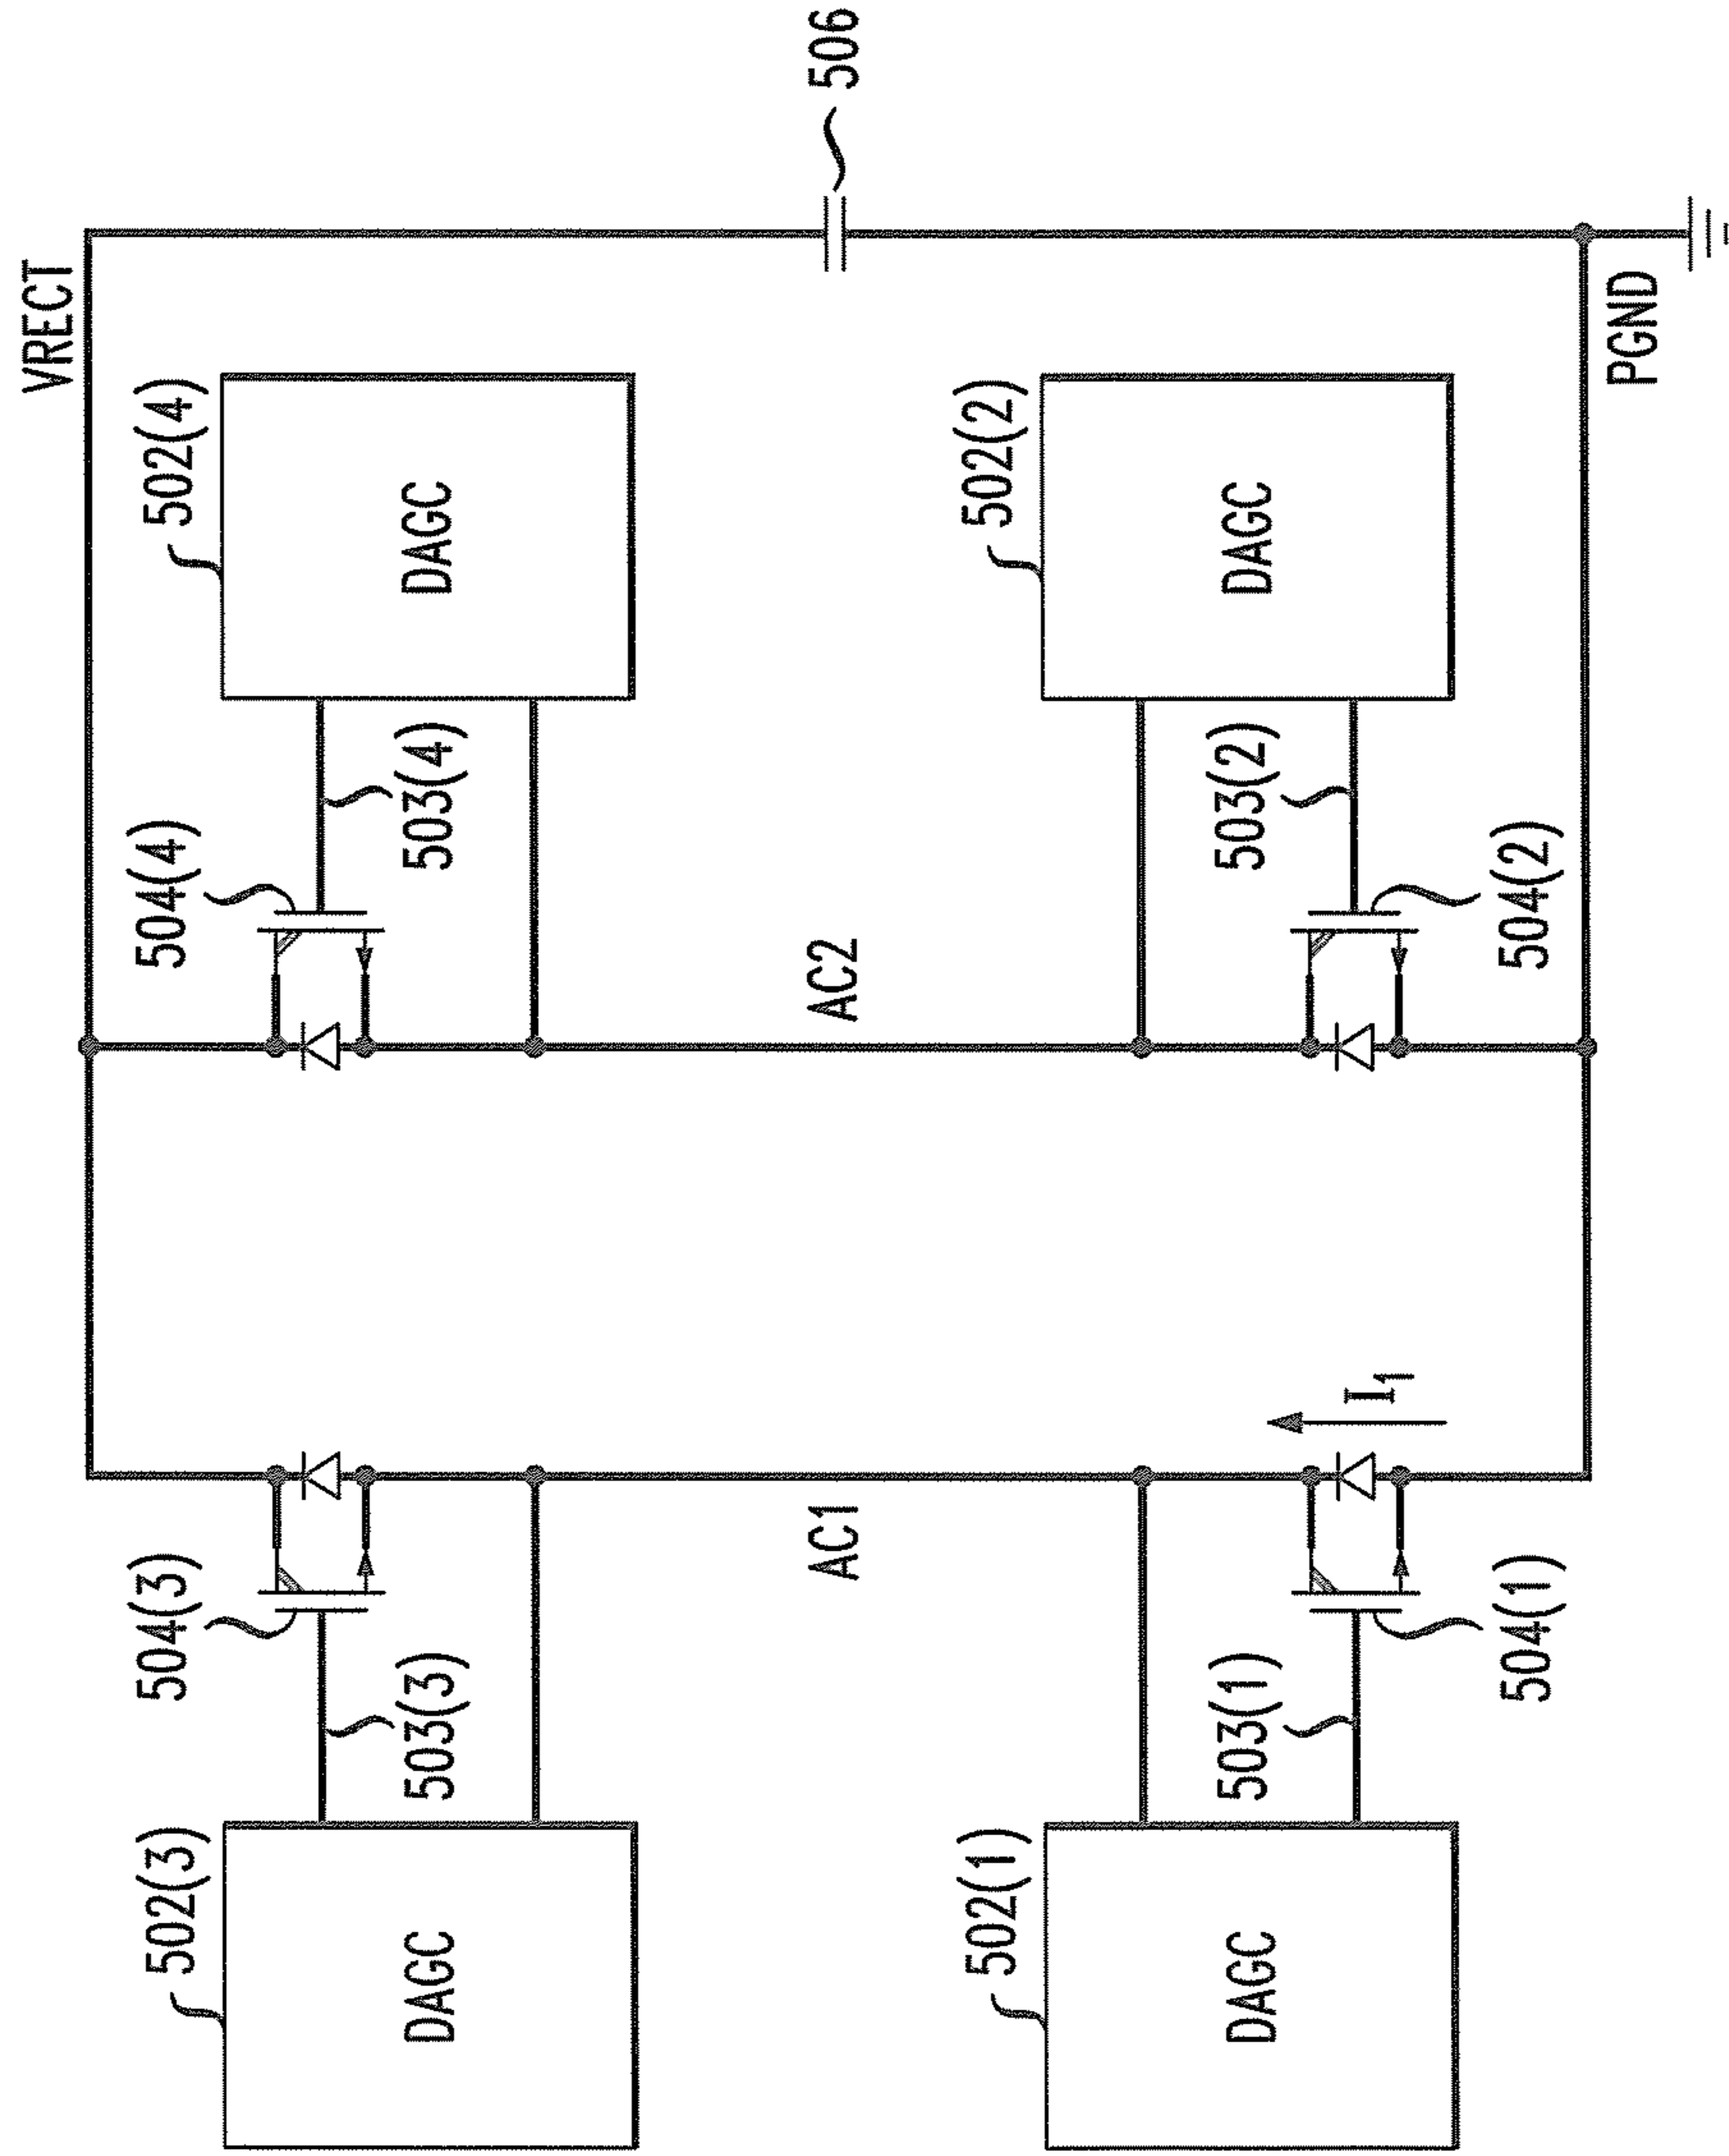 VRECT
502(3)
504(3)
504(4)
502(4)
DAGC
503(3)
503(4)
DAGC
AC1
AC2
506
502(1)
502(2)
DAGC
503(1)
I1
503(2)
DAGC
504(1)
504(2)
PGND